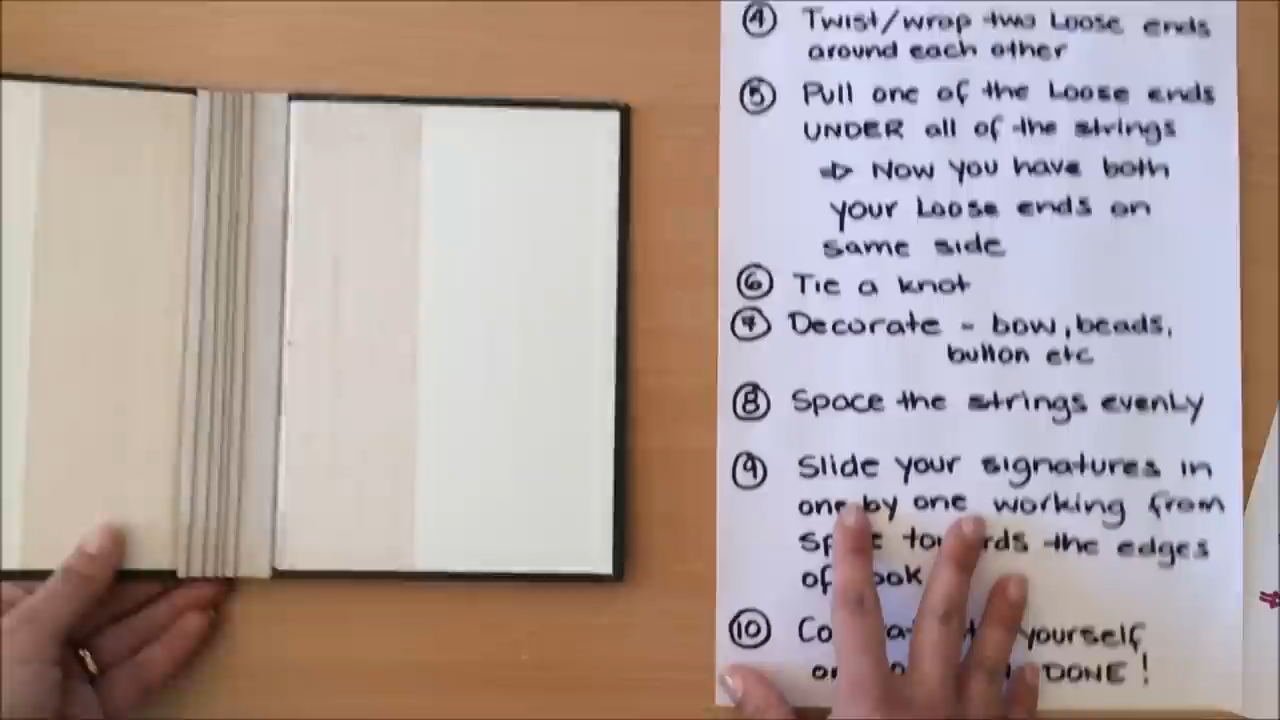 ④ Twist/wrap two Loose ends
around each other
⑤ Pull one of the Loose ends
UNDER all of the strings
⇒ Now you have both
your Loose ends on
same side
⑥ Tie a knot
⑦ Decorate - bow, beads,
button etc
⑧ Space the strings evenly
⑨ Slide your signatures in
one by one working from
towards the edges
of
⑩ yourself
DONE!